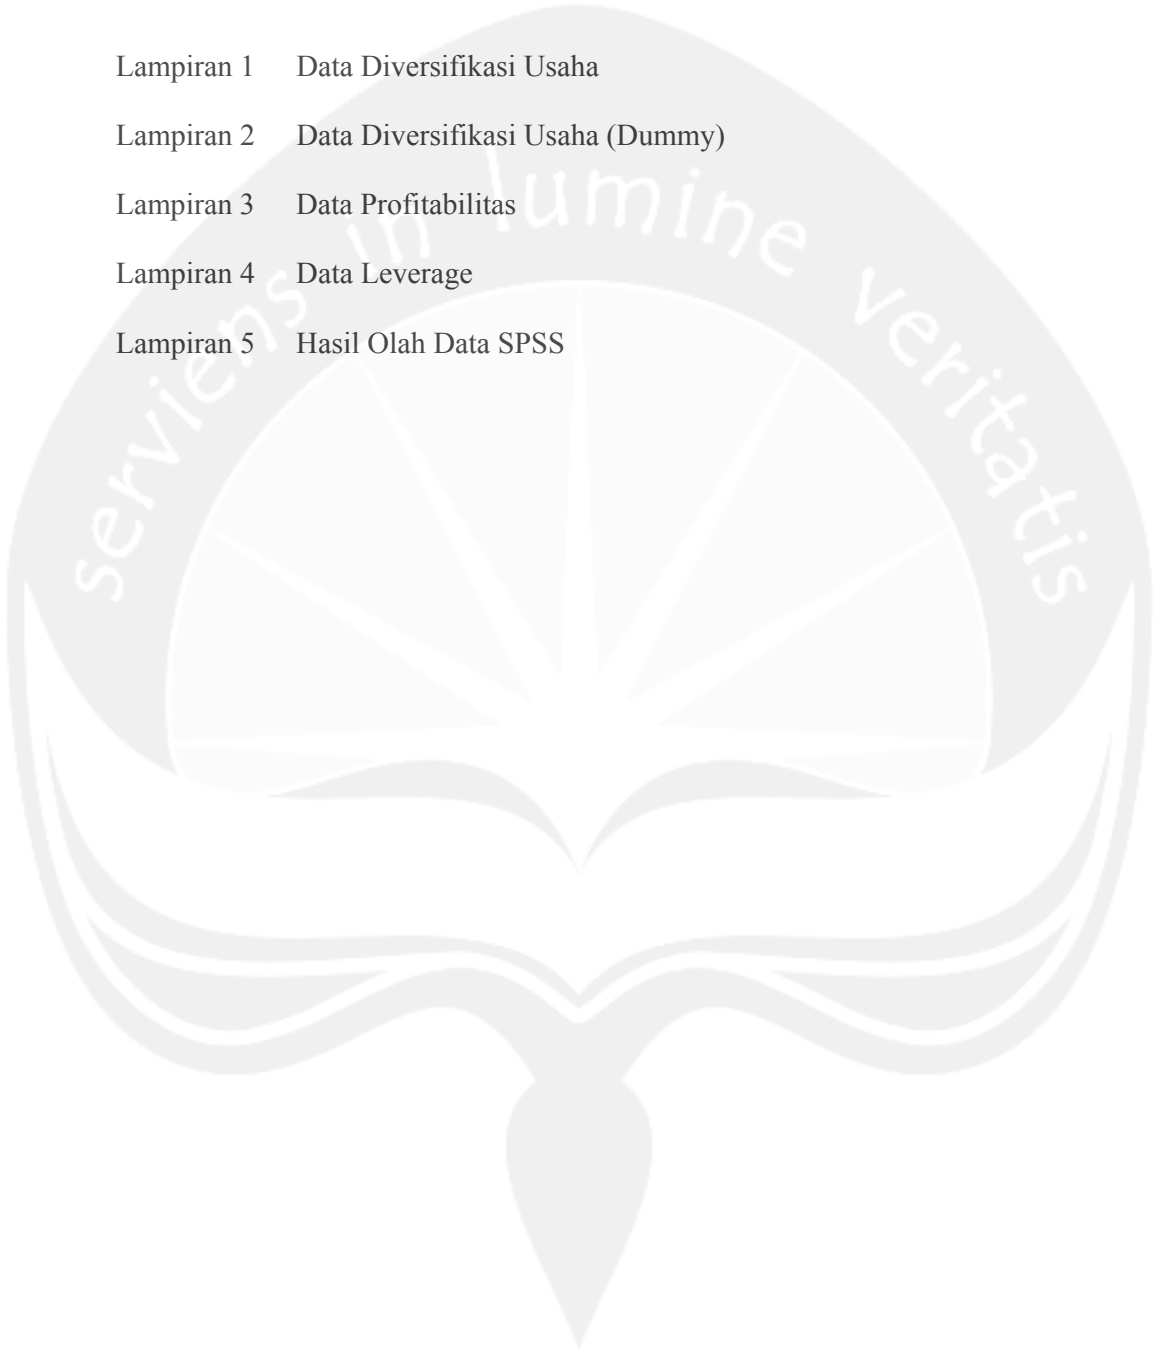 Lampiran 1 Data Diversifikasi Usaha
Lampiran 2 Data Diversifikasi Usaha (Dummy)
Lampiran 3 Data Profitabilitas
Lampiran 4 Data Leverage
Lampiran 5 Hasil Olah Data SPSS
serviens in lumine veritatis